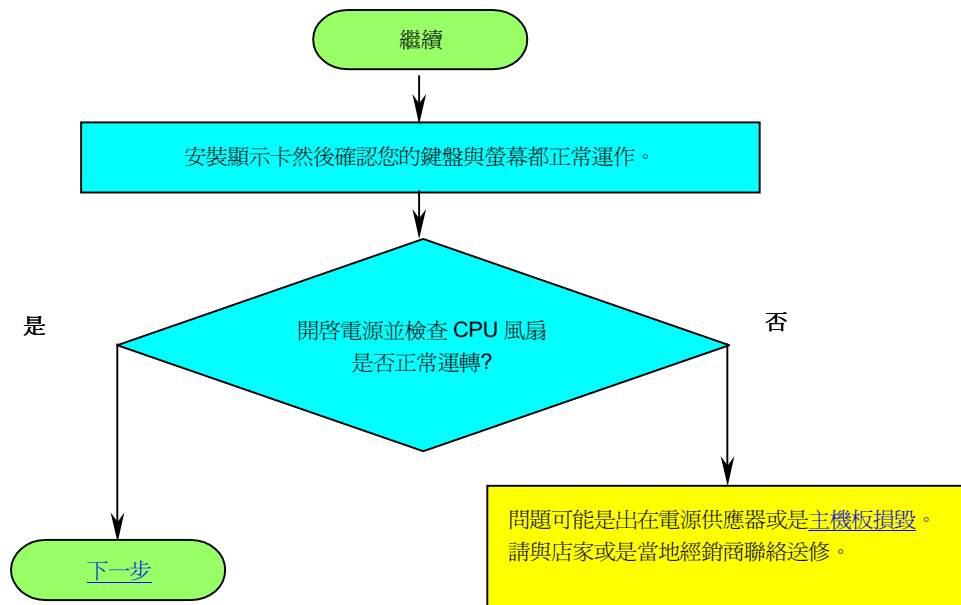 繼續
安裝顯示卡然後確認您的鍵盤與螢幕都正常運作。
是
否
開啓電源並檢查 CPU 風扇
是否正常運轉?
問題可能是出在電源供應器或是主機板損毀。
請與店家或是當地經銷商聯絡送修。
下一步